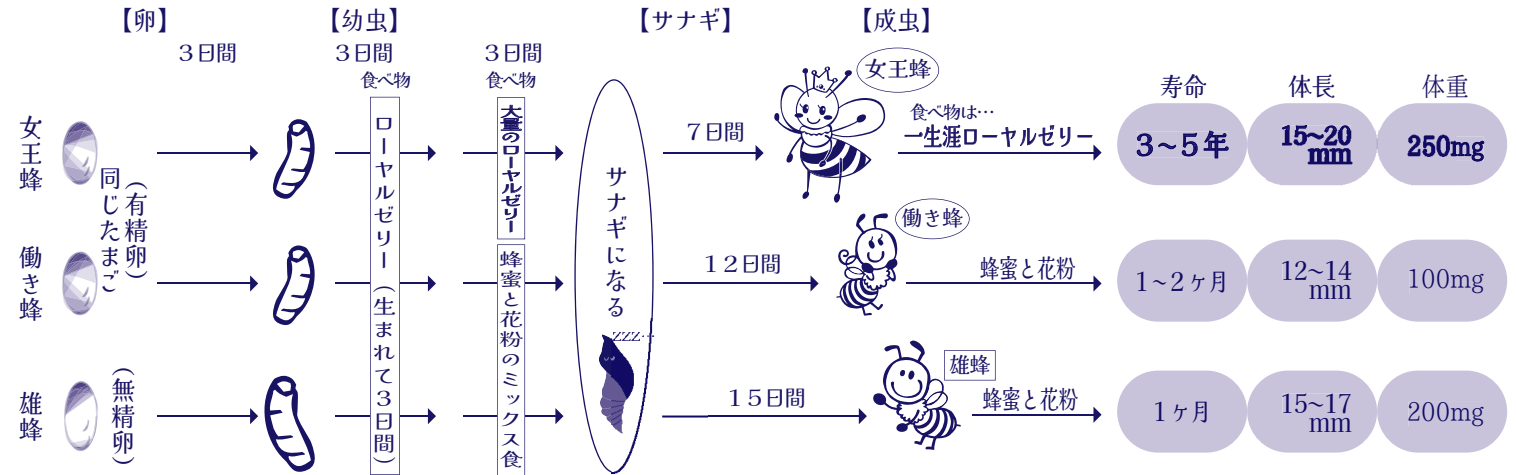 【卵】
【幼虫】
【サナギ】
【成虫】
３日間
３日間
３日間
食べ物
食べ物
女王蜂
働き蜂
雄蜂
同じたまご
（有精卵）
（無精卵）
ローヤルゼリー（生まれて３日間）
大量のローヤルゼリー
蜂蜜と花粉のミックス食
サナギになる
ZZZ…
７日間
１２日間
１５日間
女王蜂
働き蜂
雄蜂
食べ物は…
一生涯ローヤルゼリー
蜂蜜と花粉
蜂蜜と花粉
寿命
体長
体重
３～５年
15～20
mm
250mg
１～２ヶ月
12～14
mm
100mg
１ヶ月
15～17
mm
200mg